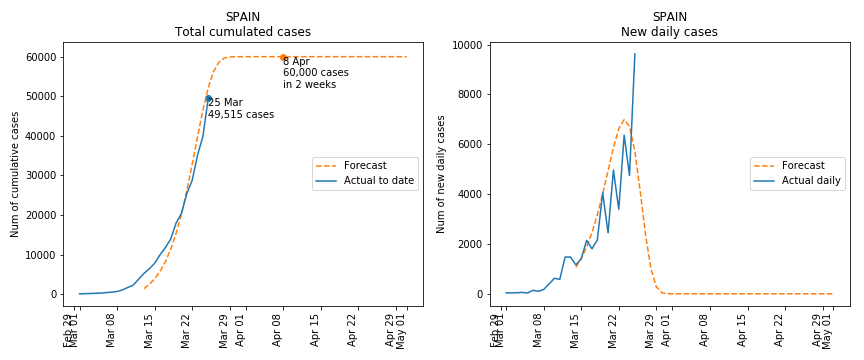 SPAIN
Total cumulated cases
Num of cumulative cases
60000
50000
40000
30000
20000
10000
0
8 Apr
60,000 cases
in 2 weeks
25 Mar
49,515 cases
Forecast
Actual to date
Feb 29
Mar 01
Mar 08
Mar 15
Mar 22
Mar 29
Apr 01
Apr 08
Apr 15
Apr 22
Apr 29
May 01
SPAIN
New daily cases
Num of new daily cases
10000
8000
6000
4000
2000
0
Forecast
Actual daily
Feb 29
Mar 01
Mar 08
Mar 15
Mar 22
Mar 29
Apr 01
Apr 08
Apr 15
Apr 22
Apr 29
May 01